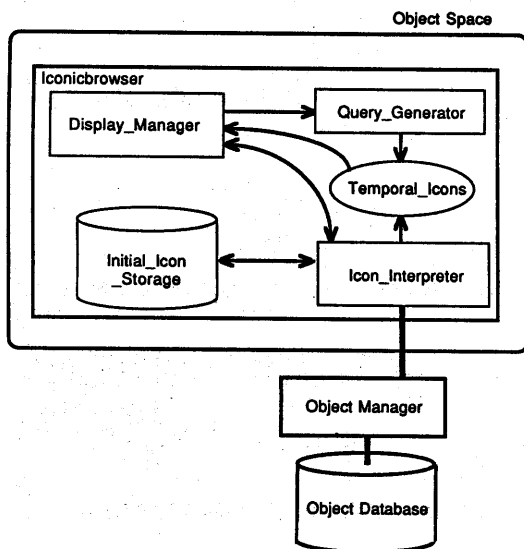 Object Space
Iconicbrowser
Display_Manager
Query_Generator
Temporal_Icons
Initial_Icon
_Storage
Icon_Interpreter
Object Manager
Object Database